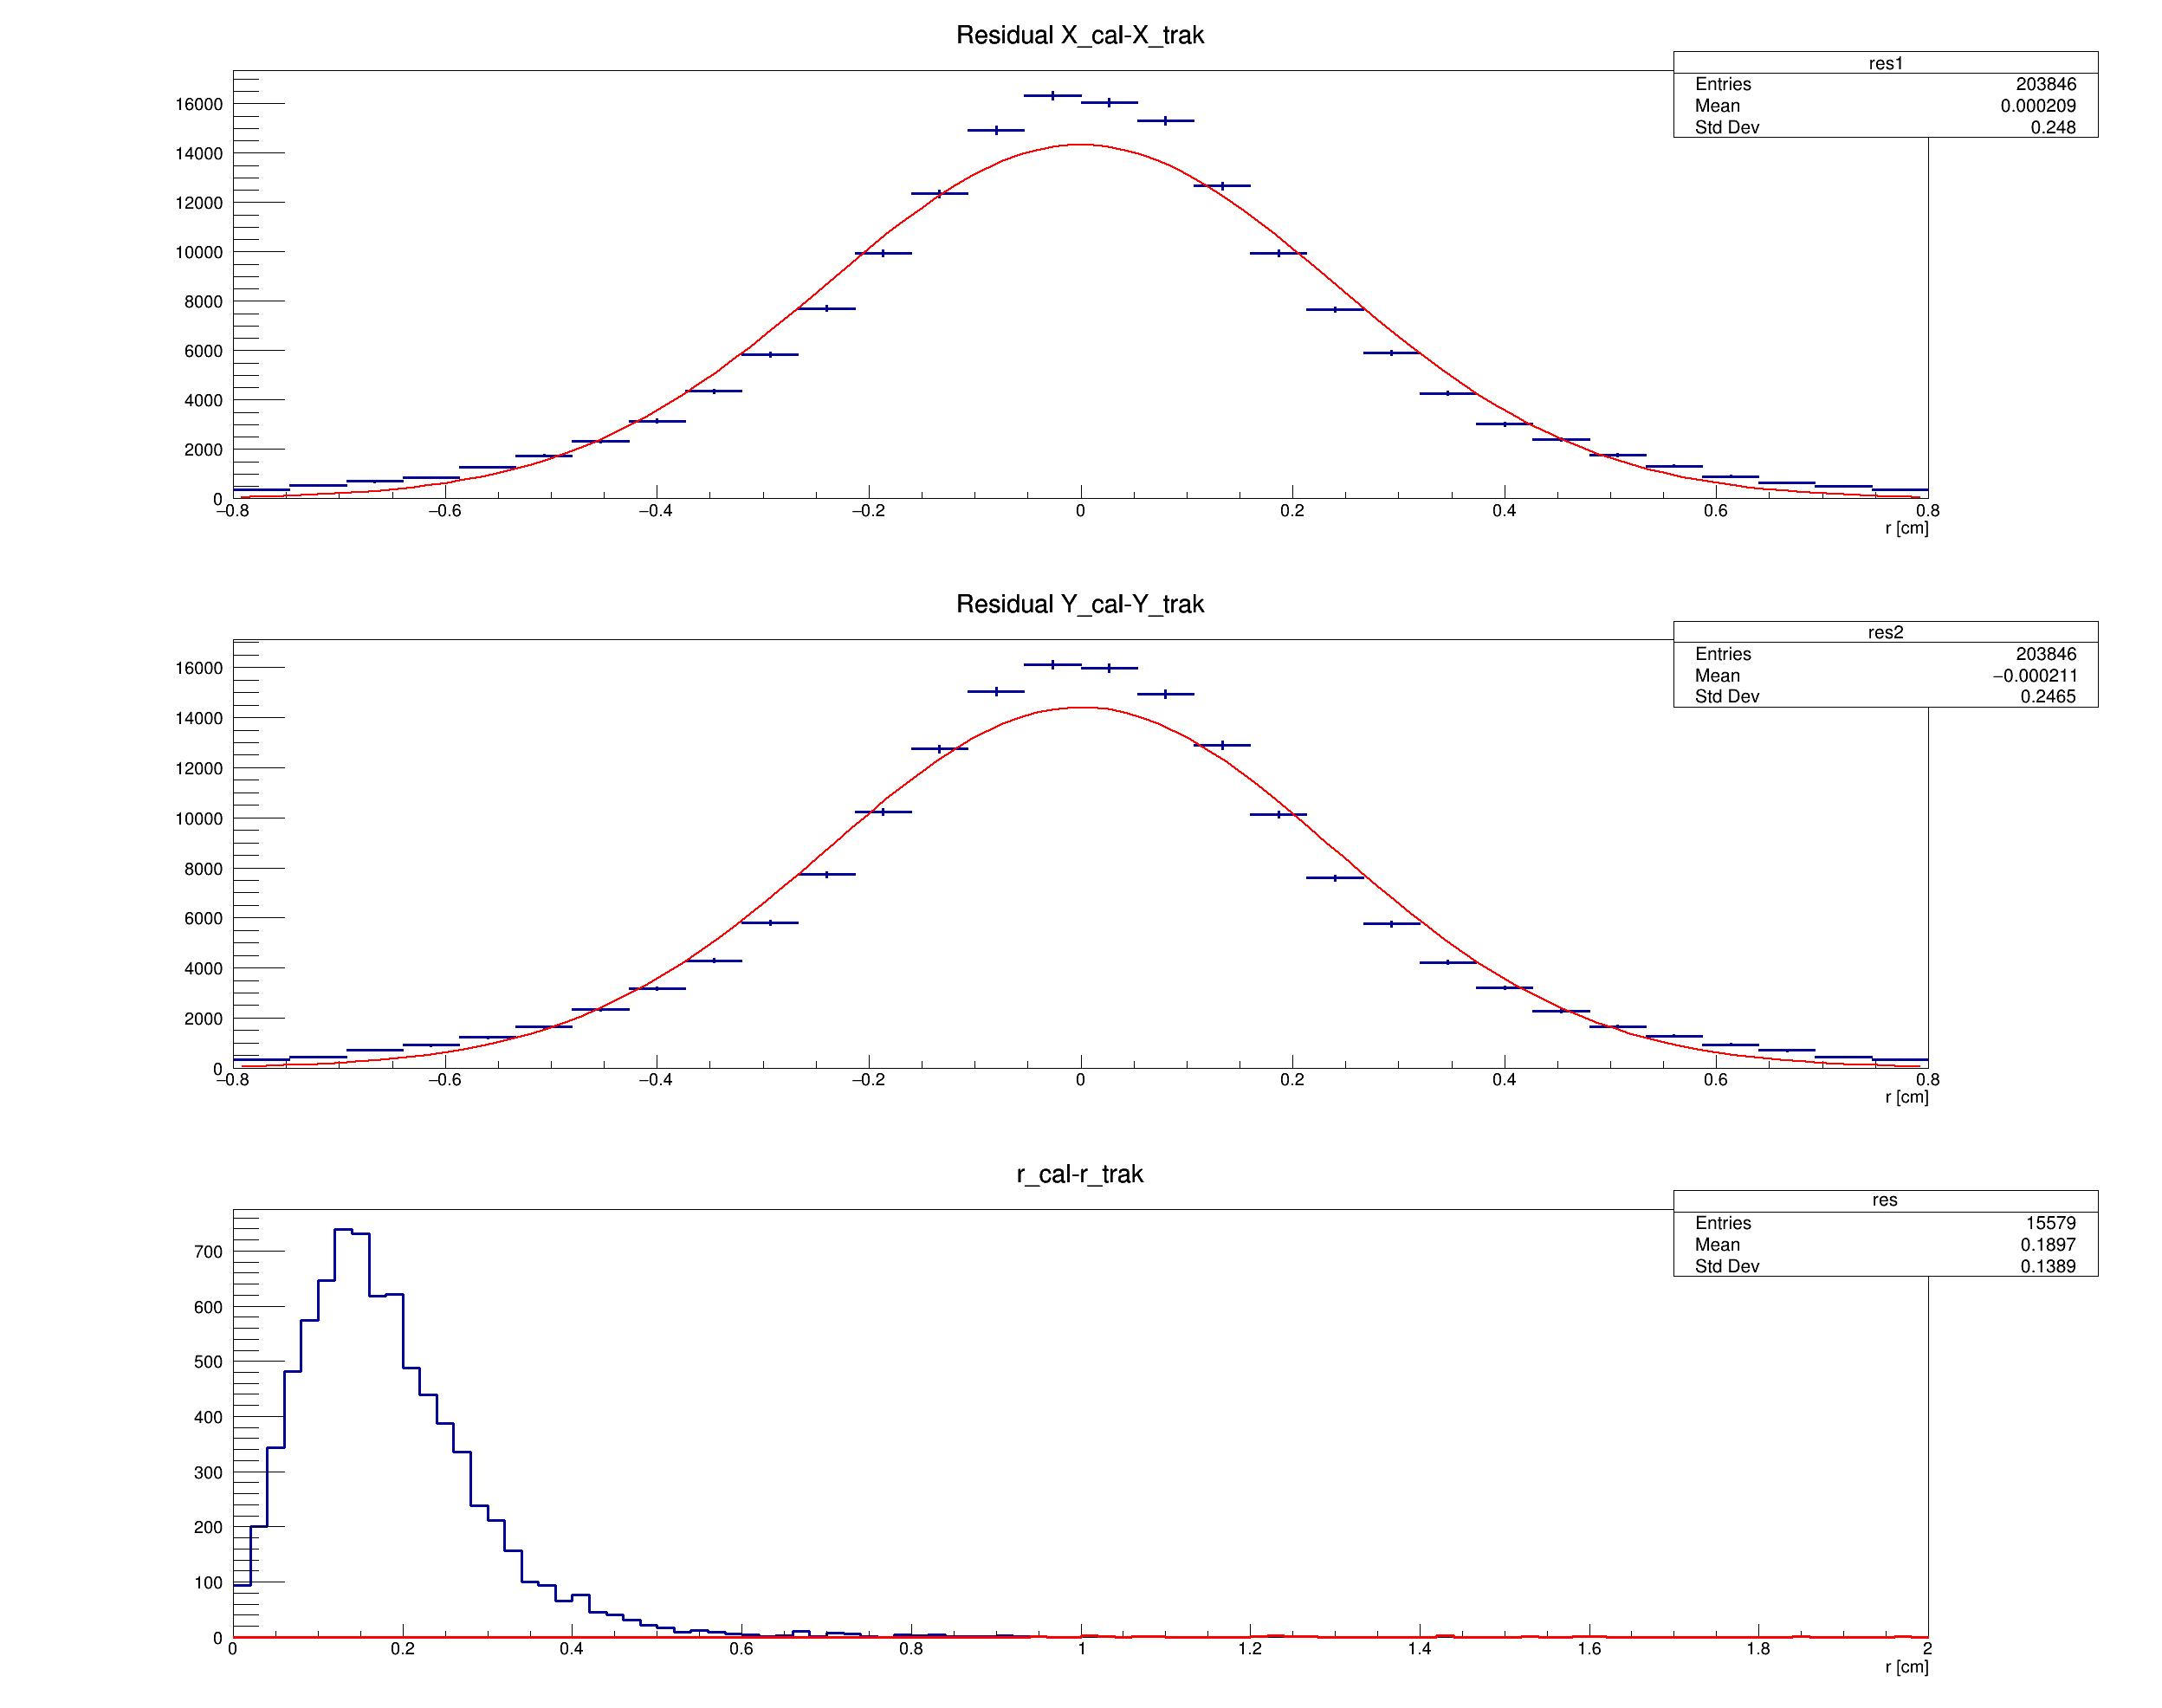 Residual X_cal-X_trak
res1
Entries 203846
Mean 0.000209
Std Dev 0.248
16000
14000
12000
10000
8000
6000
4000
2000
0
−0.8 −0.6 −0.4 −0.2 0 0.2 0.4 0.6 0.8
r [cm]
Residual Y_cal-Y_trak
res2
Entries 203846
Mean −0.000211
Std Dev 0.2465
16000
14000
12000
10000
8000
6000
4000
2000
0
−0.8 −0.6 −0.4 −0.2 0 0.2 0.4 0.6 0.8
r [cm]
r_cal-r_trak
res
Entries 15579
Mean 0.1897
Std Dev 0.1389
700
600
500
400
300
200
100
0
0 0.2 0.4 0.6 0.8 1 1.2 1.4 1.6 1.8 2
r [cm]